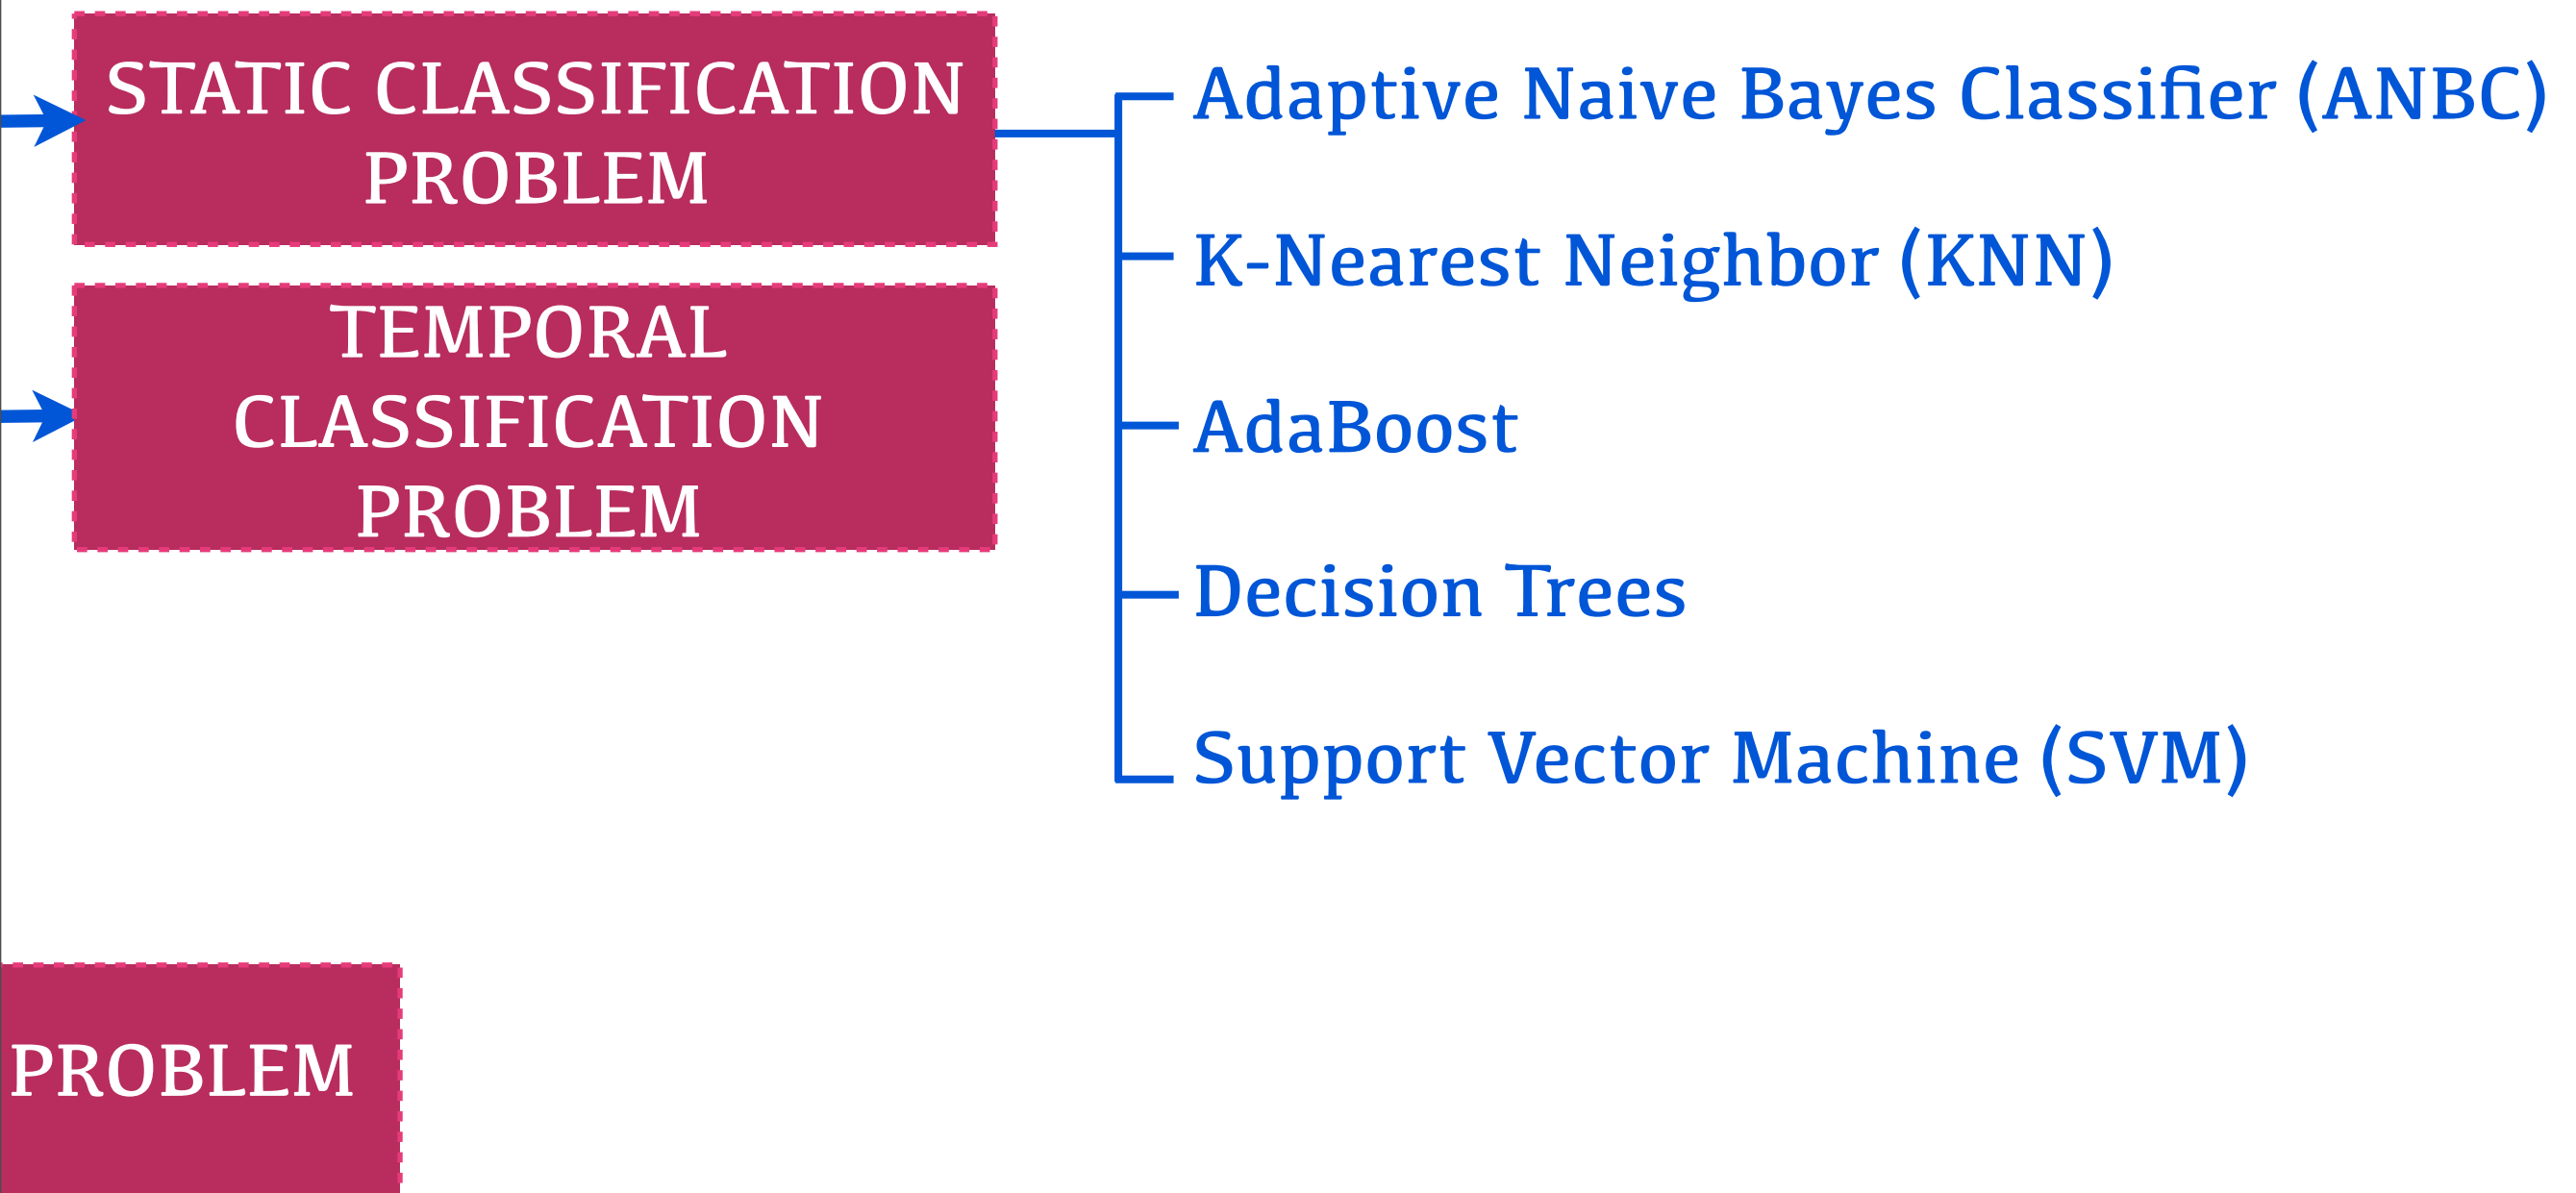 STATIC CLASSIFICATION
PROBLEM
TEMPORAL
CLASSIFICATION
PROBLEM
Adaptive Naive Bayes Classifier (ANBC)
K-Nearest Neighbor (KNN)
AdaBoost
Decision Trees
Support Vector Machine (SVM)
PROBLEM